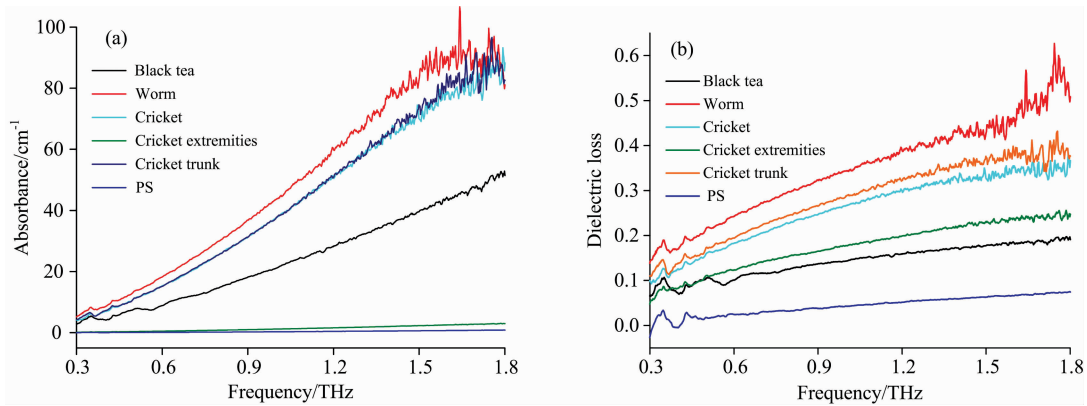 (a)
100
80
60
40
20
0
Absorbance/cm-1
Black tea
Worm
Cricket
Cricket extremities
Cricket trunk
PS
0.3 0.6 0.9 1.2 1.5 1.8
Frequency/THz
(b)
0.6
0.5
0.4
0.3
0.2
0.1
0.0
Dielectric loss
Black tea
Worm
Cricket
Cricket extremities
Cricket trunk
PS
0.3 0.6 0.9 1.2 1.5 1.8
Frequency/THz